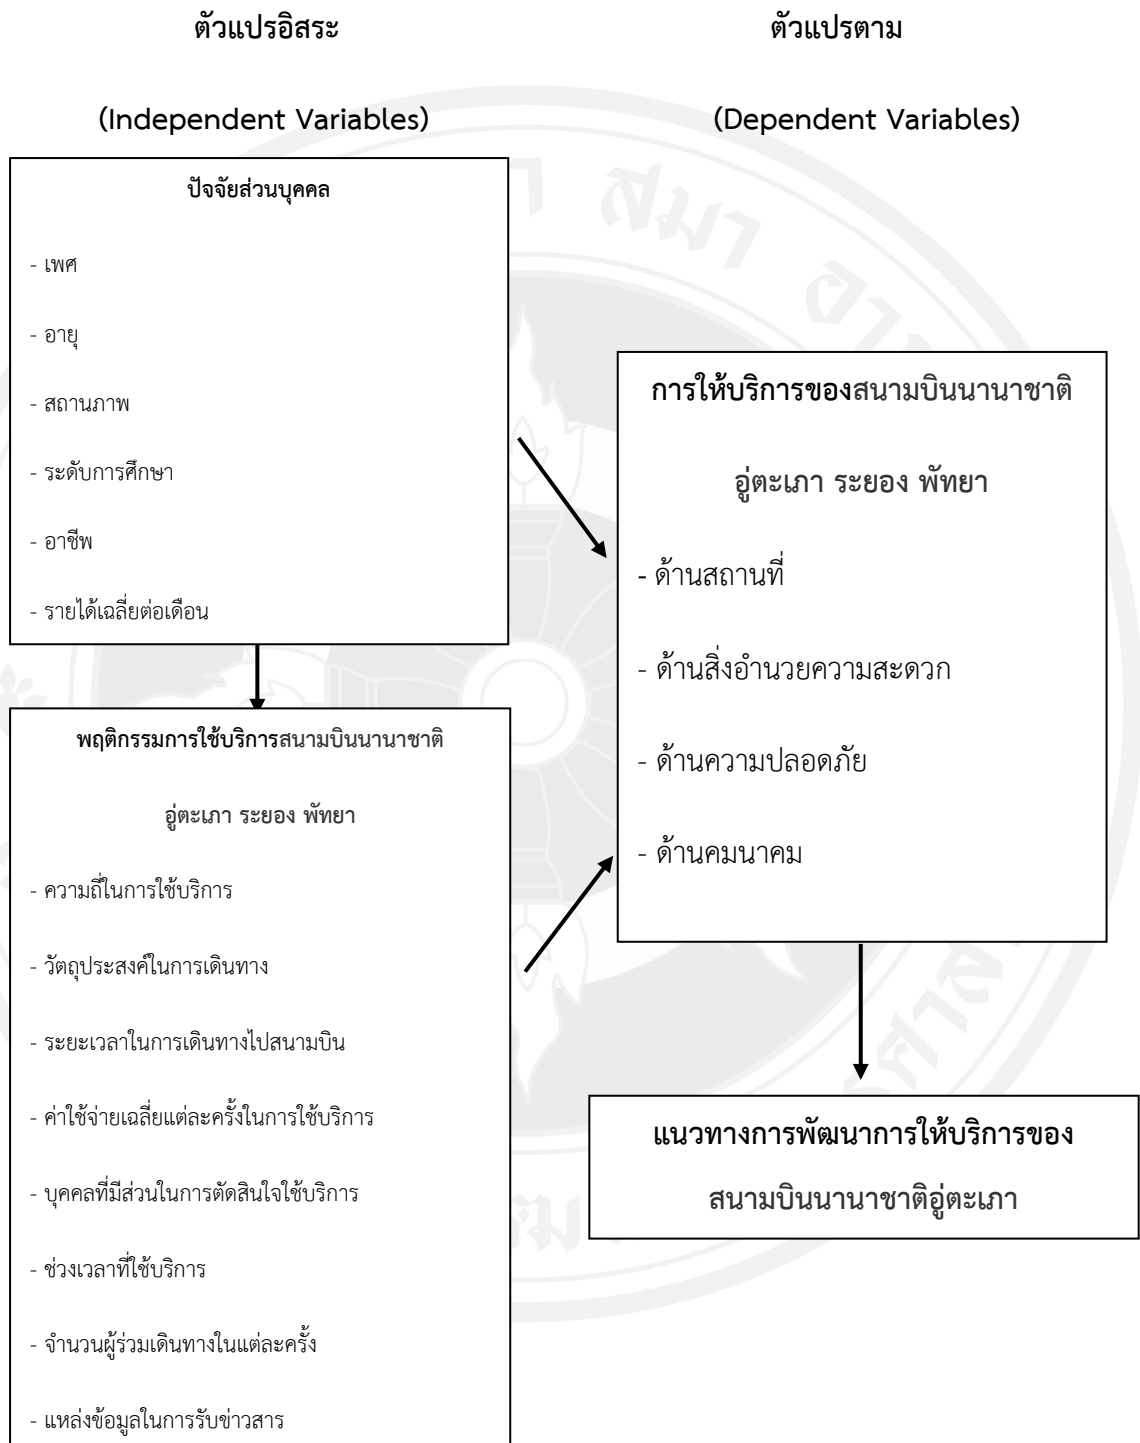 ตัวแปรอิสระ
(Independent Variables)
ปัจจัยส่วนบุคคล
- เพศ
- อายุ
- สถานภาพ
- ระดับการศึกษา
- อาชีพ
- รายได้เฉลี่ยต่อเดือน
พฤติกรรมการใช้บริการสนามบินนานาชาติ
อู่ตะเภา ระยอง พัทยา
- ความถี่ในการใช้บริการ
- วัตถุประสงค์ในการเดินทาง
- ระยะเวลาในการเดินทางไปสนามบิน
- ค่าใช้จ่ายเฉลี่ยแต่ละครั้งในการใช้บริการ
- บุคคลที่มีส่วนในการตัดสินใจใช้บริการ
- ช่วงเวลาที่ใช้บริการ
- จำนวนผู้ร่วมเดินทางในแต่ละครั้ง
- แหล่งข้อมูลในการรับข่าวสาร
ตัวแปรตาม
(Dependent Variables)
การให้บริการของสนามบินนานาชาติ
อู่ตะเภา ระยอง พัทยา
- ด้านสถานที่
- ด้านสิ่งอำนวยความสะดวก
- ด้านความปลอดภัย
- ด้านคมนาคม
แนวทางการพัฒนาการให้บริการของ
สนามบินนานาชาติอู่ตะเภา
สมา